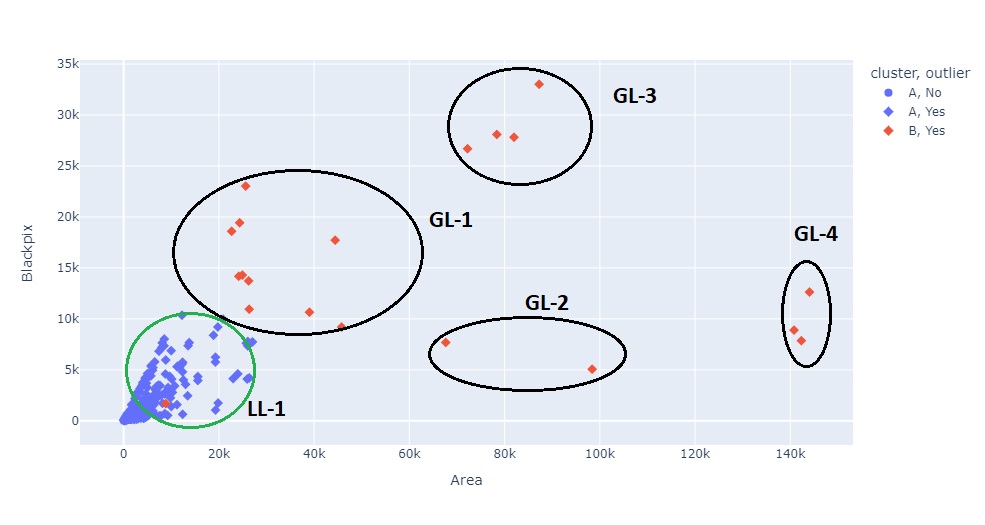 35k
30k
25k
20k
15k
10k
5k
0
0
20k
40k
60k
80k
100k
120k
140k
Area
Blackpix
GL-3
GL-1
GL-4
GL-2
LL-1
cluster, outlier
A, No
A, Yes
B, Yes